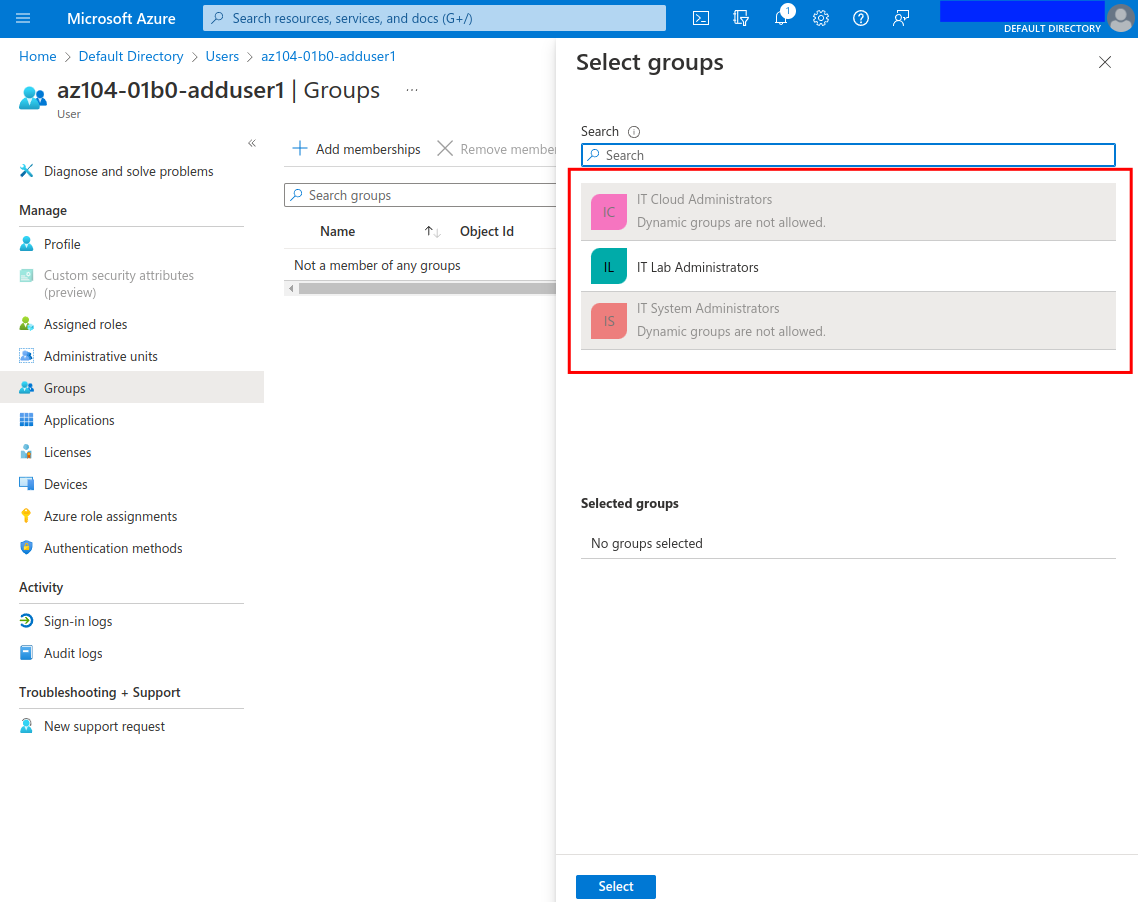 Microsoft Azure
Search resources, services, and docs (G+/)
1
DEFAULT DIRECTORY
Home > Default Directory > Users > az104-01b0-adduser1
az104-01b0-adduser1 | Groups ...
User
«
Diagnose and solve problems
Manage
Profile
Custom security attributes
(preview)
Assigned roles
Administrative units
Groups
Applications
Licenses
Devices
Azure role assignments
Authentication methods
Activity
Sign-in logs
Audit logs
Troubleshooting + Support
New support request
Add memberships Remove member
Search groups
Name ↑↓ Object Id
Not a member of any groups
Select groups
Search
Search
IC
IT Cloud Administrators
Dynamic groups are not allowed.
IL
IT Lab Administrators
IS
IT System Administrators
Dynamic groups are not allowed.
Selected groups
No groups selected
Select